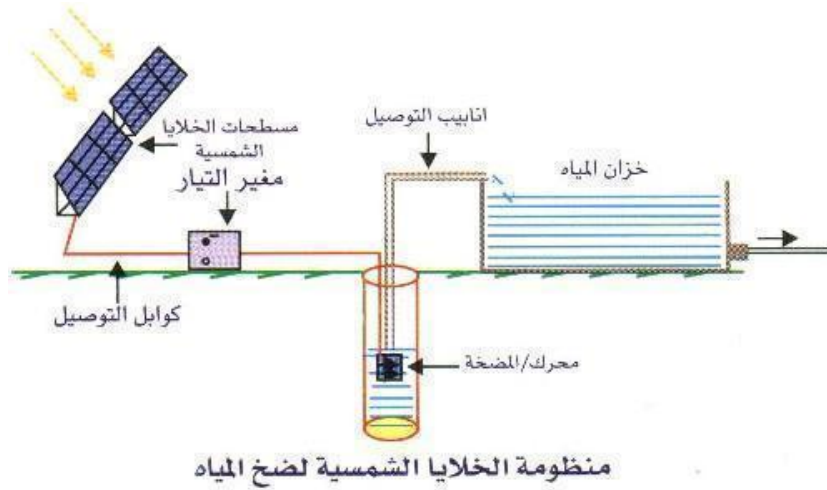 انابيب التوصيل
مسطحات الخلايا
الشمسية
خزان المياه
مغير التيار
كوابل التوصيل
محرك/المضخة
منظومة الخلايا الشمسية لضخ المياه